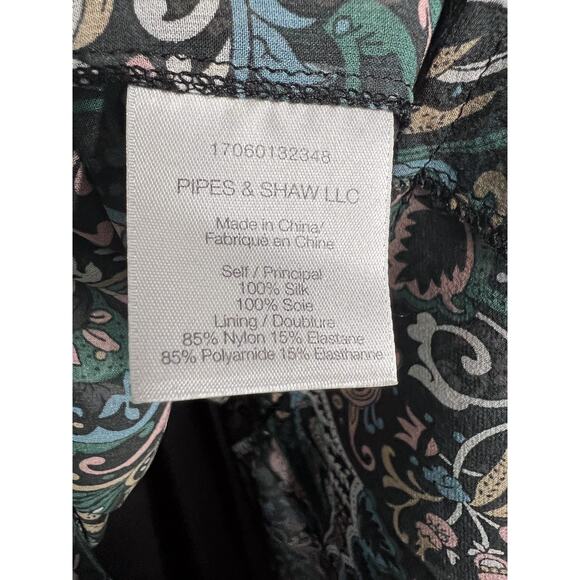 17060132348
PIPES & SHAW LLC
Made in China/
Fabriqué en Chine
Self / Principal
100% Silk
100% Soie
Lining / Doublure
85% Nylon 15% Elastane
85% Polyamide 15% Elasthanne